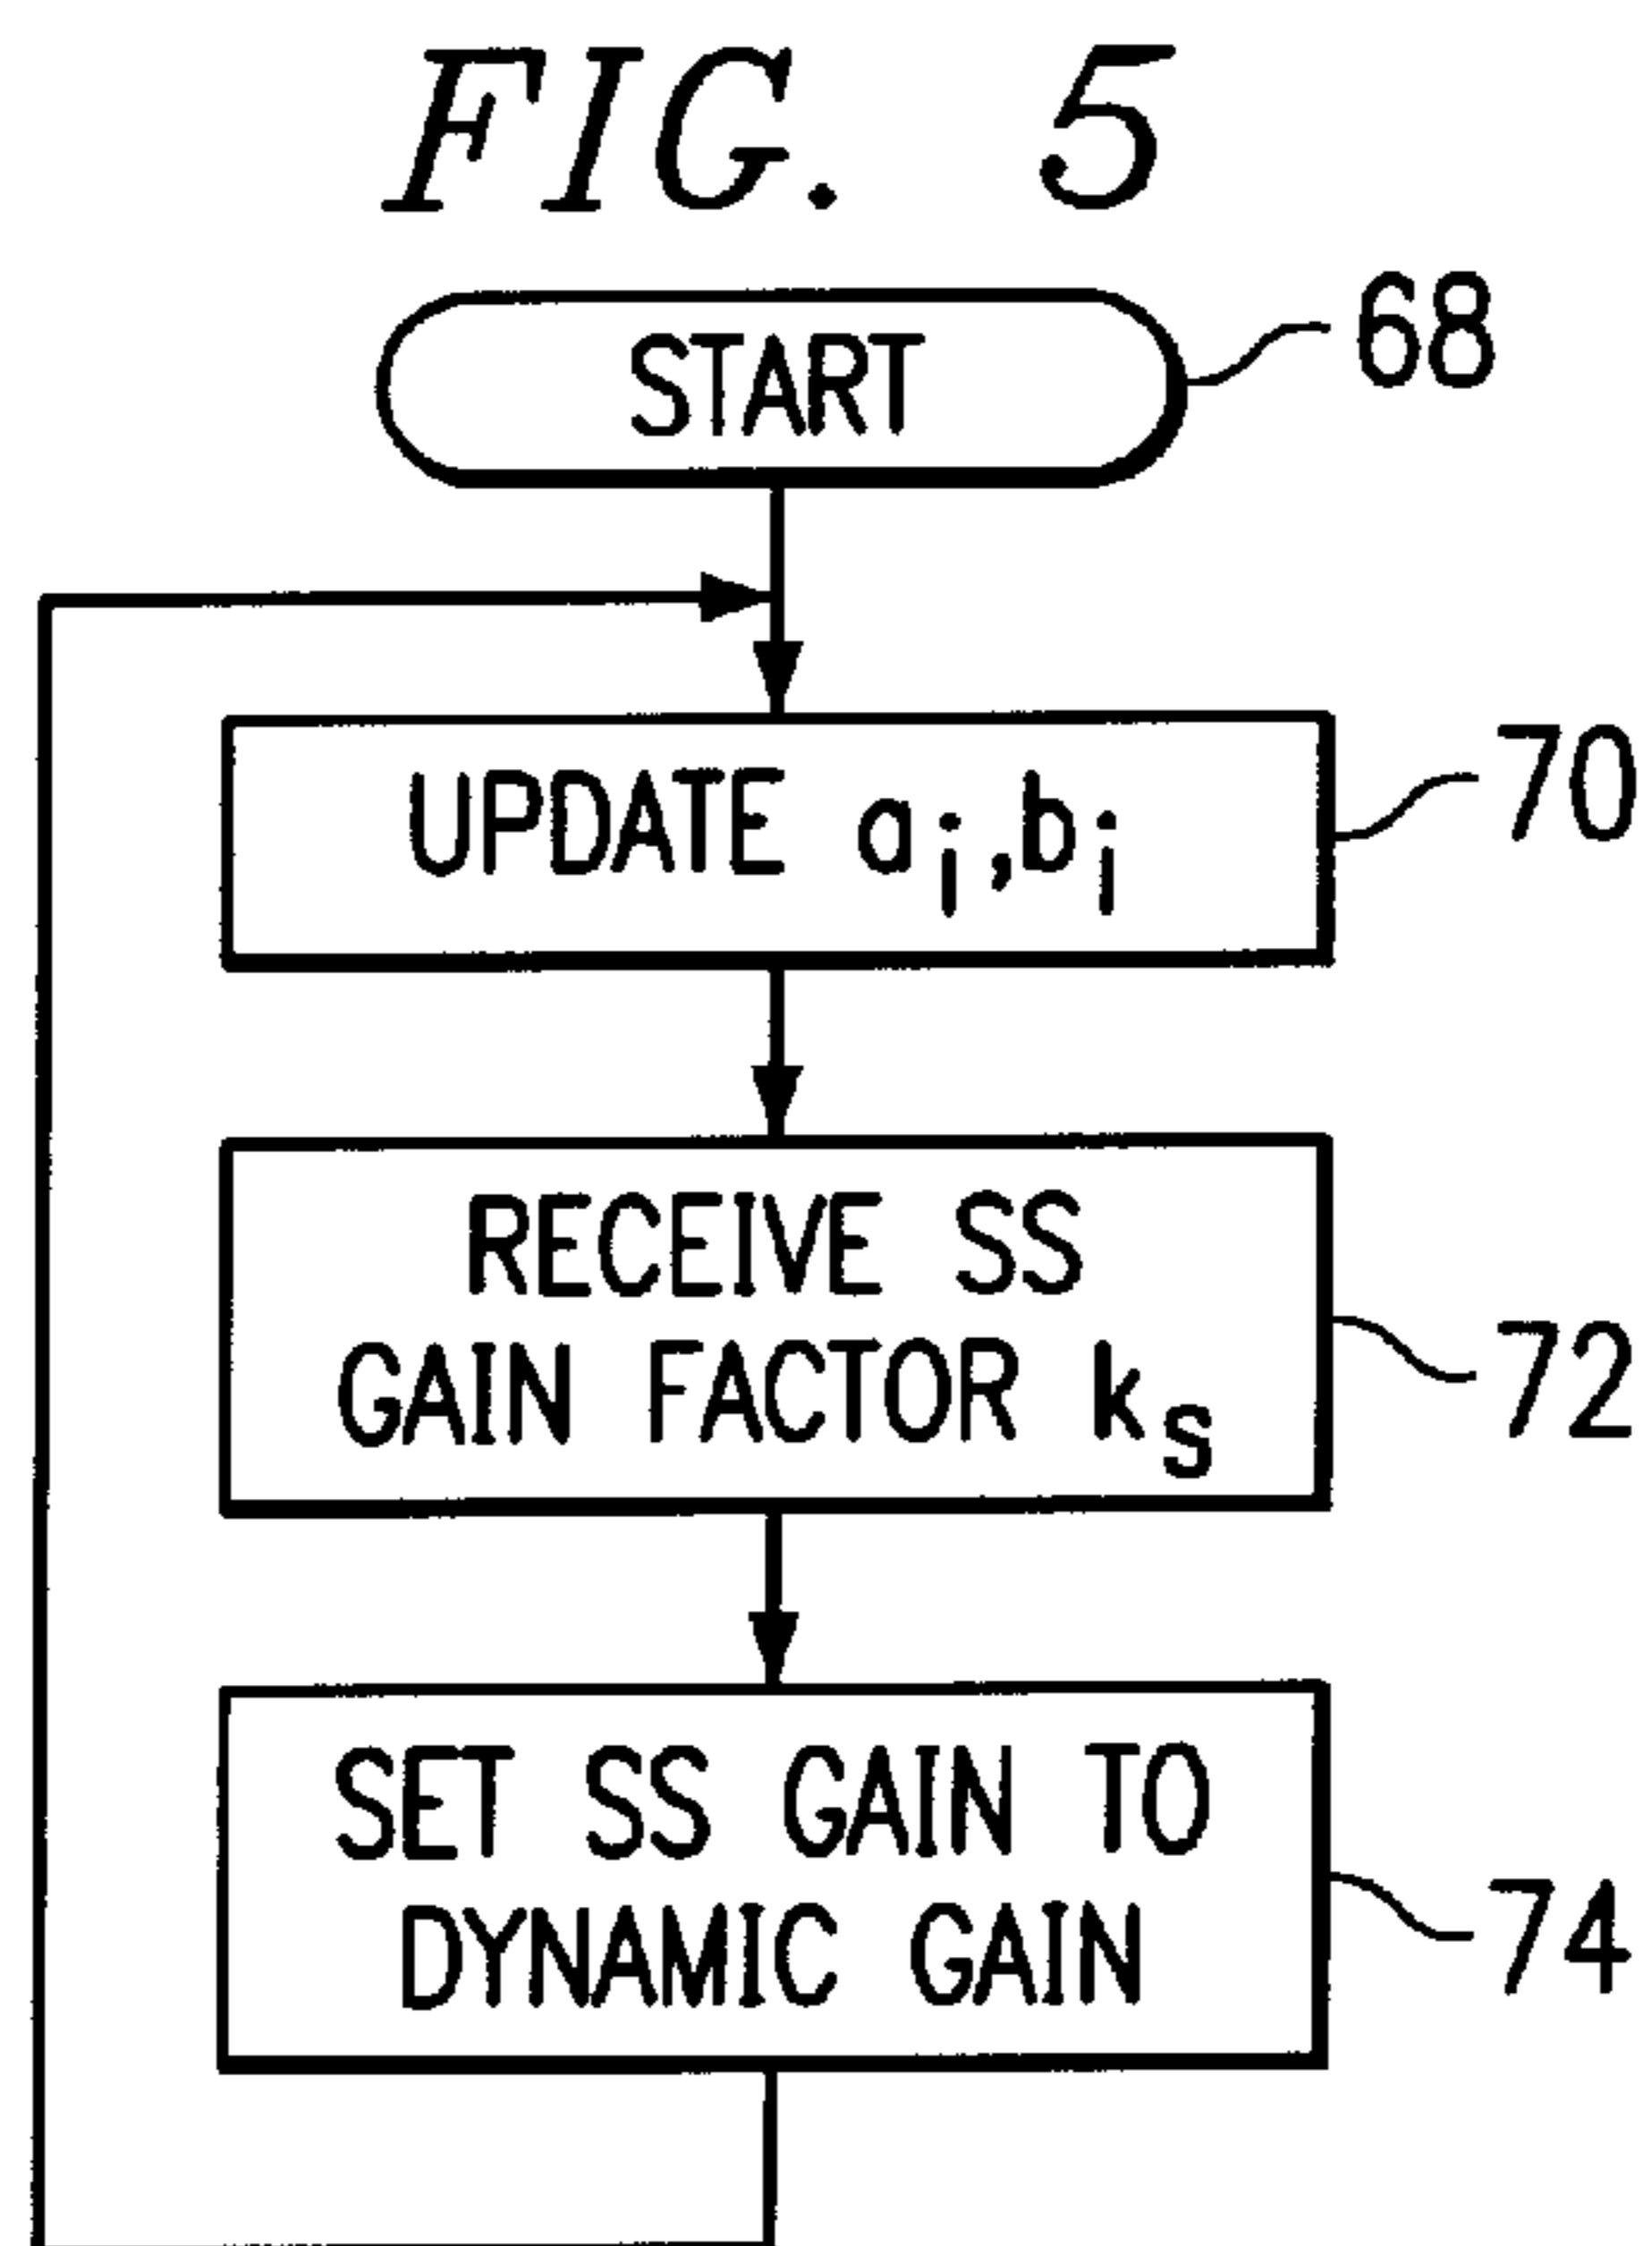 FIG. 5
START
68
UPDATE aᵢ,bᵢ
70
RECEIVE SS
GAIN FACTOR kₛ
72
SET SS GAIN TO
DYNAMIC GAIN
74